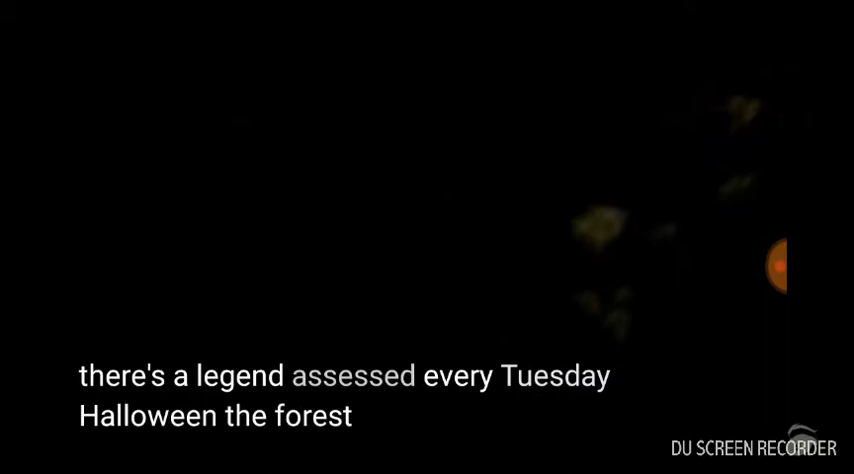 there's a legend assessed every Tuesday
Halloween the forest
DU SCREEN RECORDER